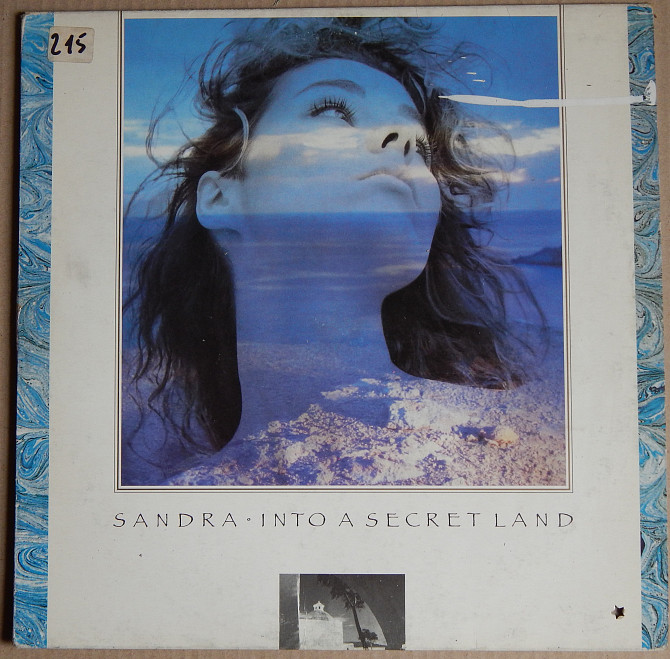 215
SANDRA • INTO A SECRET LAND